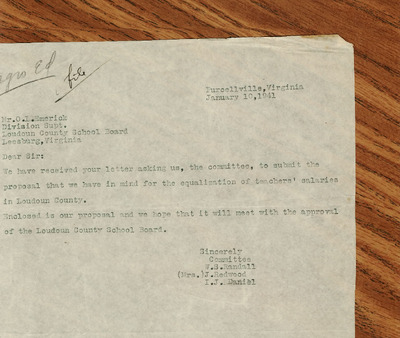 Ed
file
Purcellville,Virginia
January 10,1941
Mr.O.L.Emerick
Division Supt.
Loudoun County School Board
Leesburg,Virginia
Dear Sir:
We have received your letter asking us, the committee, to submit the
proposal that we have in mind for the equalization of teachers' salaries
in Loudoun County.
Enclosed is our proposal and we hope that it will meet with the approval
of the Loudoun County School Board.
Sincerely
Committee
W.S.Randall
(Mrs.)J.Redwood
I.J. Daniel